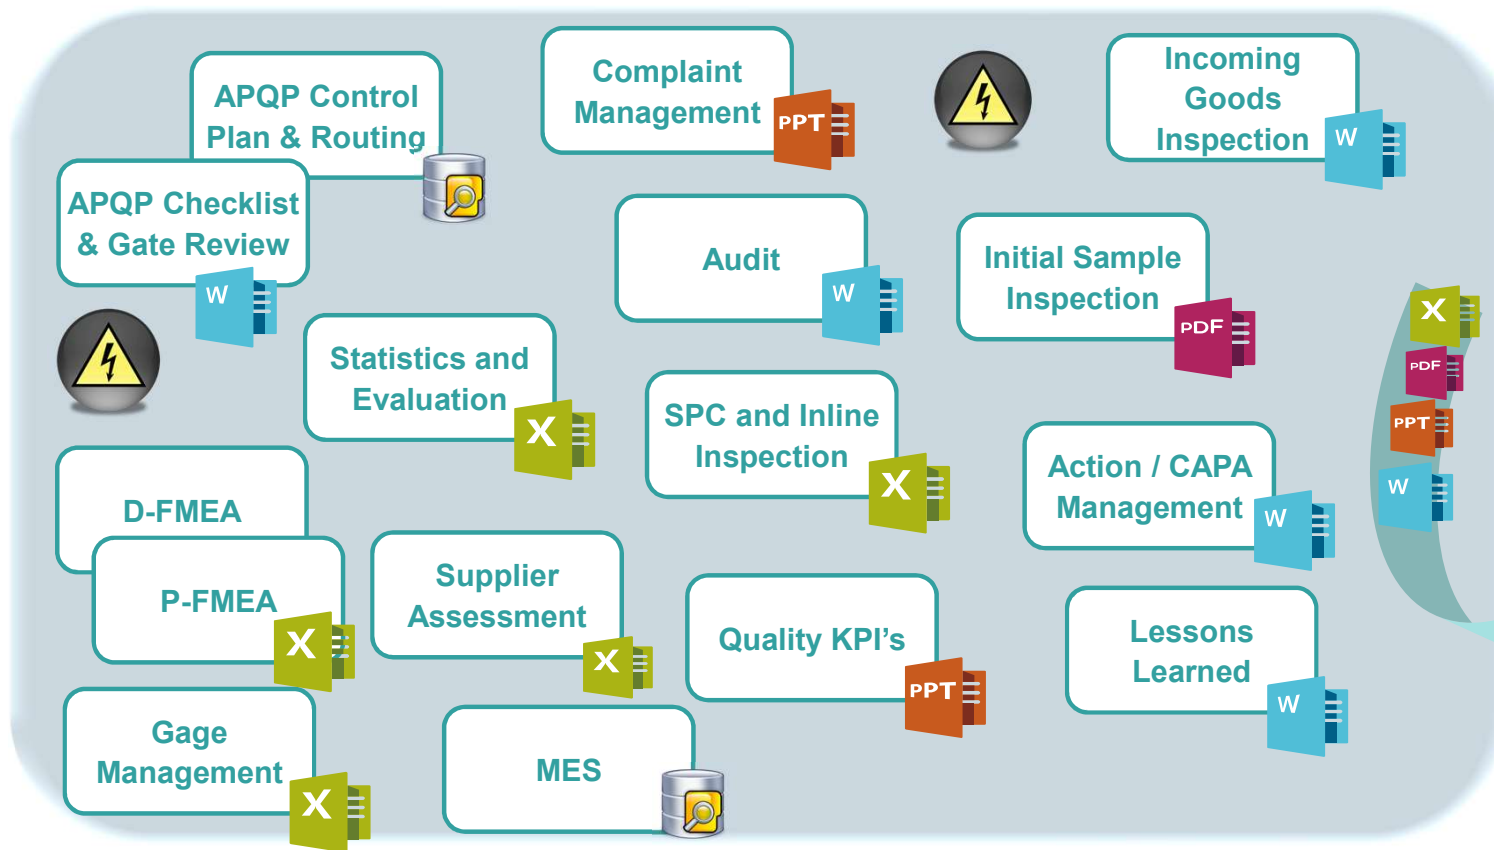 APQP Control
Plan & Routing
APQP Checklist
& Gate Review
W
Complaint
Management
PPT
Incoming
Goods
Inspection
W
Audit
W
Initial Sample
Inspection
PDF
Statistics and
Evaluation
X
SPC and Inline
Inspection
X
Action / CAPA
Management
W
X
PDF
PPT
W
D-FMEA
P-FMEA
X
Supplier
Assessment
X
Quality KPI’s
PPT
Lessons
Learned
W
Gage
Management
X
MES